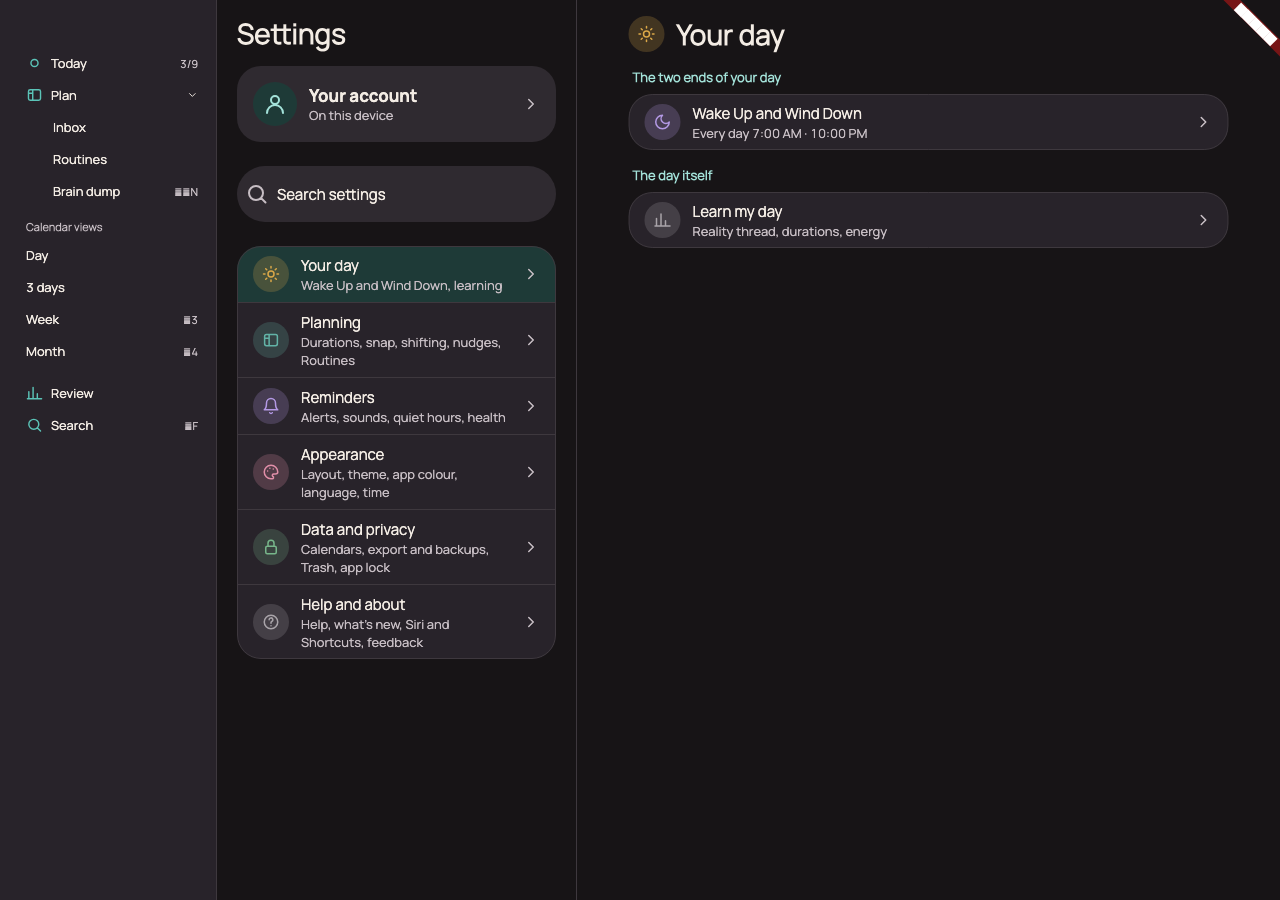 Today 3/9
Plan
Inbox
Routines
Brain dump N
Calendar views
Day
3 days
Week 3
Month 4
Review
Search F
Settings
Your account
On this device
Search settings
Your day
Wake Up and Wind Down, learning
Planning
Durations, snap, shifting, nudges,
Routines
Reminders
Alerts, sounds, quiet hours, health
Appearance
Layout, theme, app colour,
language, time
Data and privacy
Calendars, export and backups,
Trash, app lock
Help and about
Help, what's new, Siri and
Shortcuts, feedback
Your day
The two ends of your day
Wake Up and Wind Down
Every day 7:00 AM · 10:00 PM
The day itself
Learn my day
Reality thread, durations, energy